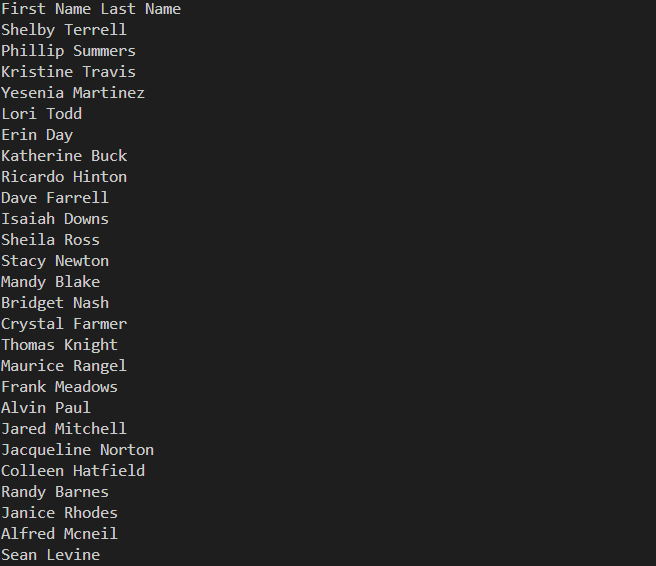 First Name Last Name
Shelby Terrell
Phillip Summers
Kristine Travis
Yesenia Martinez
Lori Todd
Erin Day
Katherine Buck
Ricardo Hinton
Dave Farrell
Isaiah Downs
Sheila Ross
Stacy Newton
Mandy Blake
Bridget Nash
Crystal Farmer
Thomas Knight
Maurice Rangel
Frank Meadows
Alvin Paul
Jared Mitchell
Jacqueline Norton
Colleen Hatfield
Randy Barnes
Janice Rhodes
Alfred Mcneil
Sean Levine